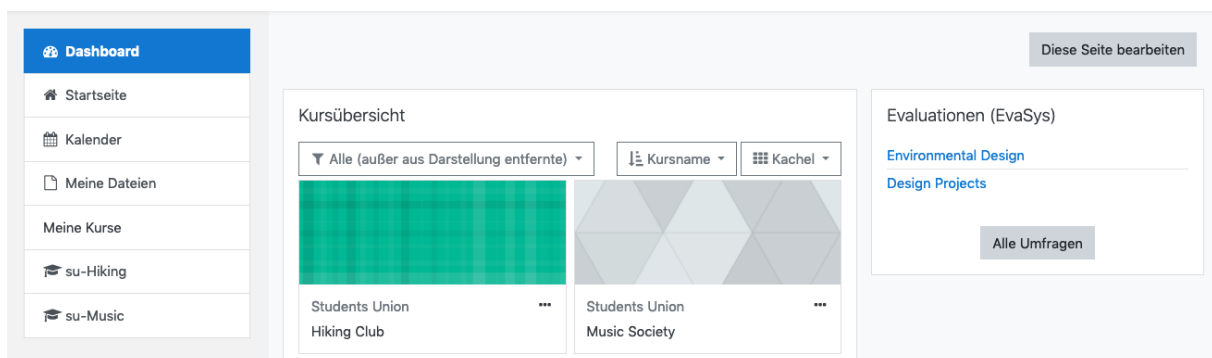 Dashboard
Startseite
Kalender
Meine Dateien
Meine Kurse
su-Hiking
su-Music
Diese Seite bearbeiten
Kursübersicht
Alle (außer aus Darstellung entfernte)
Kursname
Kachel
Students Union
Hiking Club
Students Union
Music Society
Evaluationen (EvaSys)
Environmental Design
Design Projects
Alle Umfragen